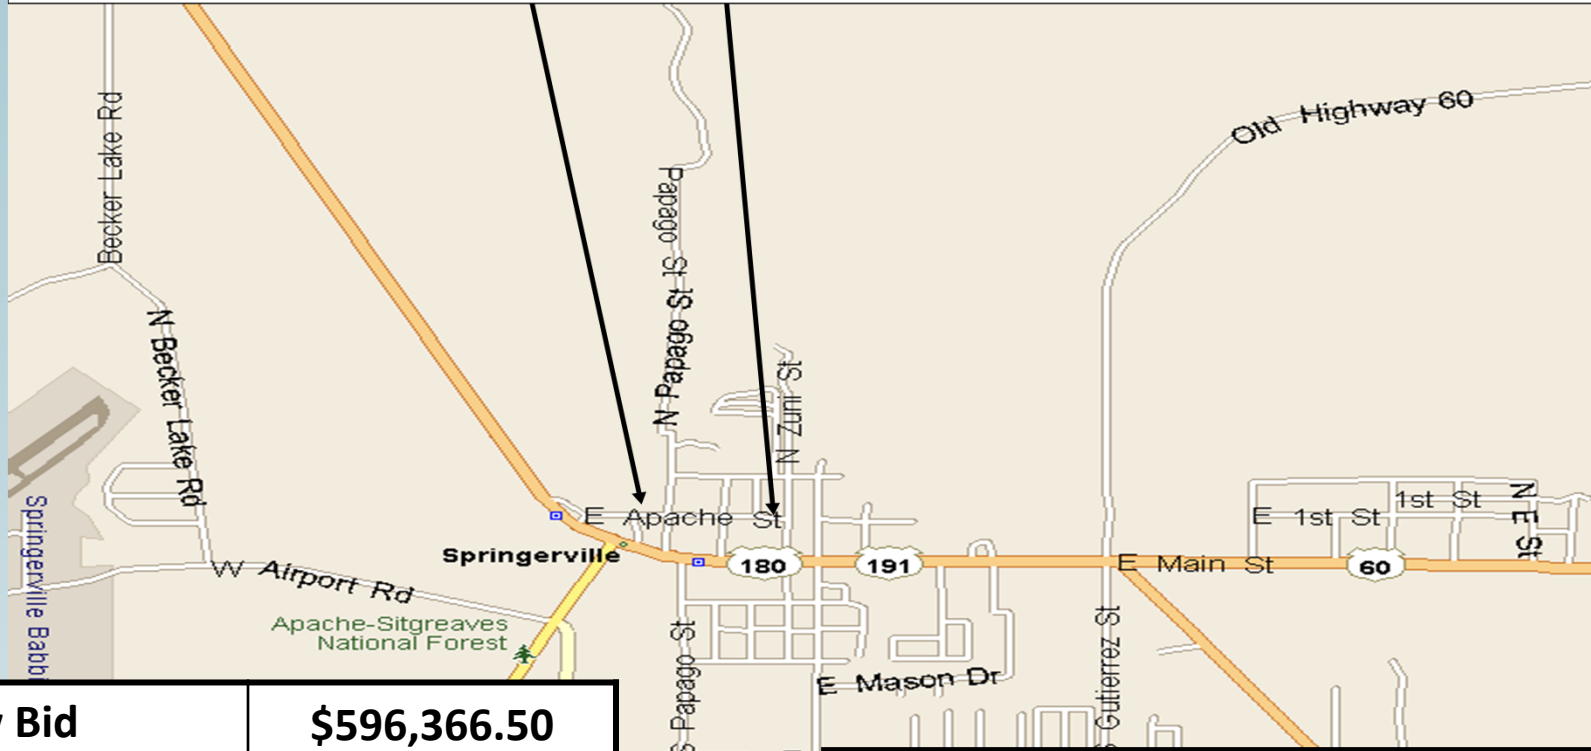 Becker Lake Rd
Old Highway 60
Papago St
N Papago St
N Becker Lake Rd
N Zuni St
1st St
N E St
E Apache St
E 1st St
Springerville
180
191
E Main St
60
W Airport Rd
Springerville Babbi
Apache-Sitgreaves
National Forest
S Papago St
E Mason Dr
S Gutierrez St
Bid
$596,366.50